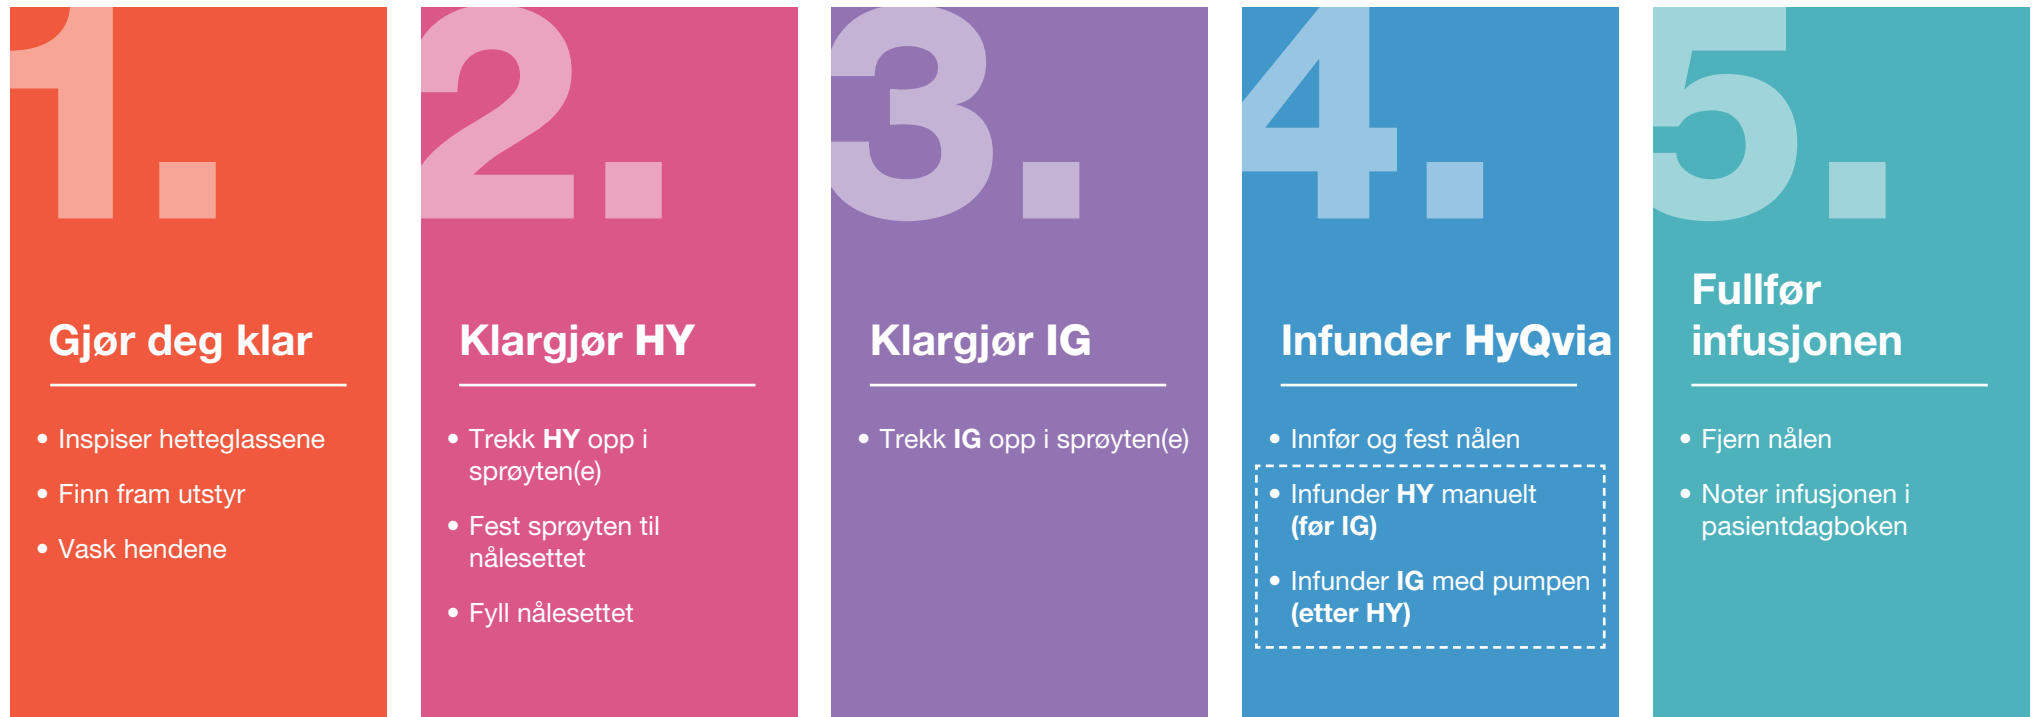 1.
Gjør deg klar
• Inspiser hetteglassene
• Finn fram utstyr
• Vask hendene
2.
Klargjør HY
• Trekk HY opp i
sprøyten(e)
• Fest sprøyten til
nålesettet
• Fyll nålesettet
3.
Klargjør IG
• Trekk IG opp i sprøyten(e)
4.
Infunder HyQvia
• Innfør og fest nålen
• Infunder HY manuelt
(før IG)
• Infunder IG med pumpen
(etter HY)
5.
Fullfør
infusjonen
• Fjern nålen
• Noter infusjonen i
pasientdagboken